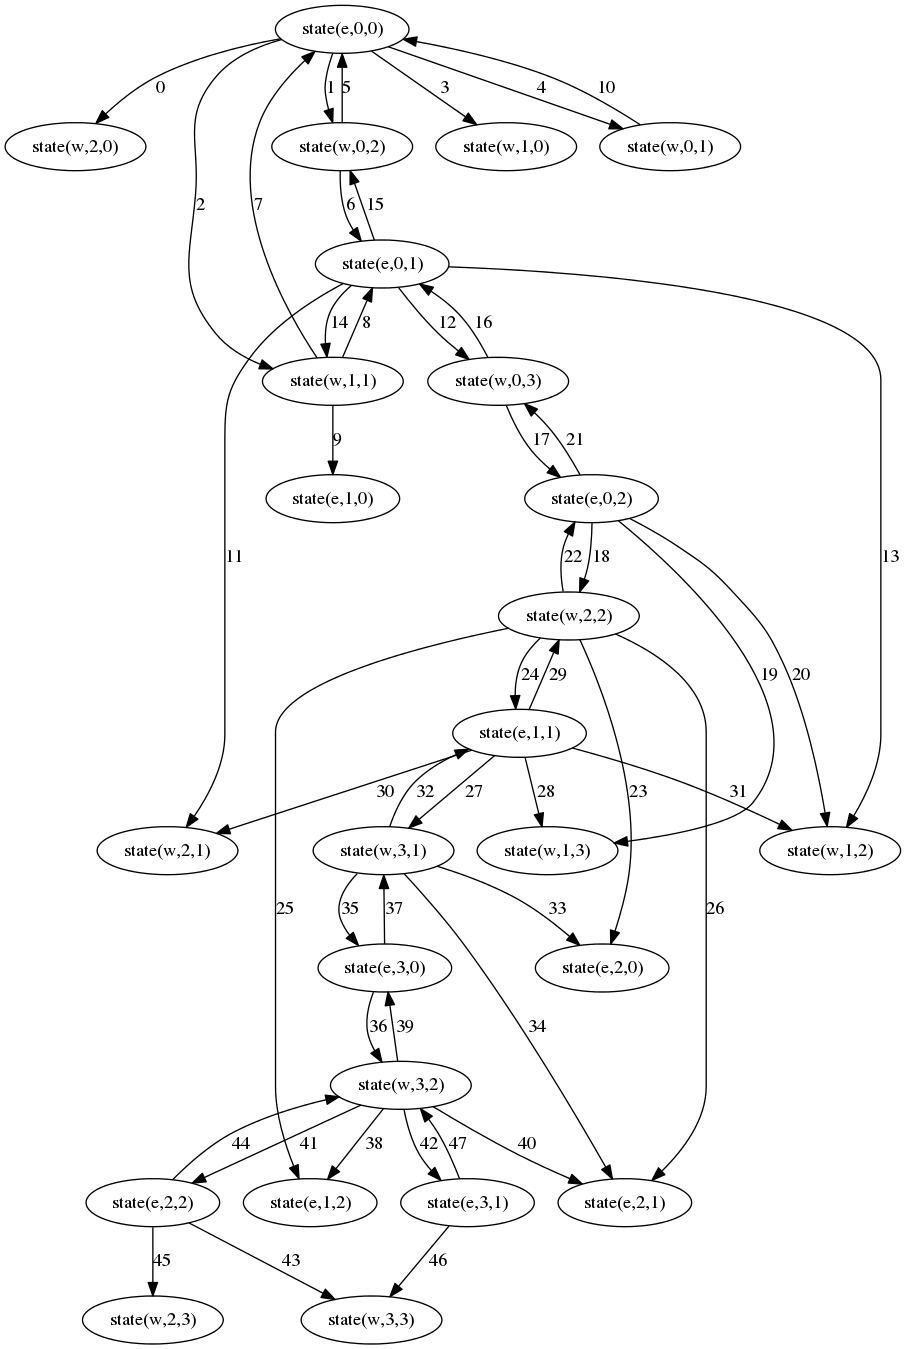 state(e,0,0)
0
1
5
3
4
10
state(w,2,0)
state(w,0,2)
state(w,1,0)
state(w,0,1)
2
7
6
15
state(e,0,1)
14
8
12
16
state(w,1,1)
state(w,0,3)
9
17
21
state(e,1,0)
state(e,0,2)
11
22
18
13
state(w,2,2)
24
29
19
20
state(e,1,1)
30
32
27
28
23
31
state(w,2,1)
state(w,3,1)
state(w,1,3)
state(w,1,2)
25
35
37
33
26
state(e,3,0)
state(e,2,0)
36
39
34
state(w,3,2)
44
41
38
42
47
40
state(e,2,2)
state(e,1,2)
state(e,3,1)
state(e,2,1)
45
43
46
state(w,2,3)
state(w,3,3)